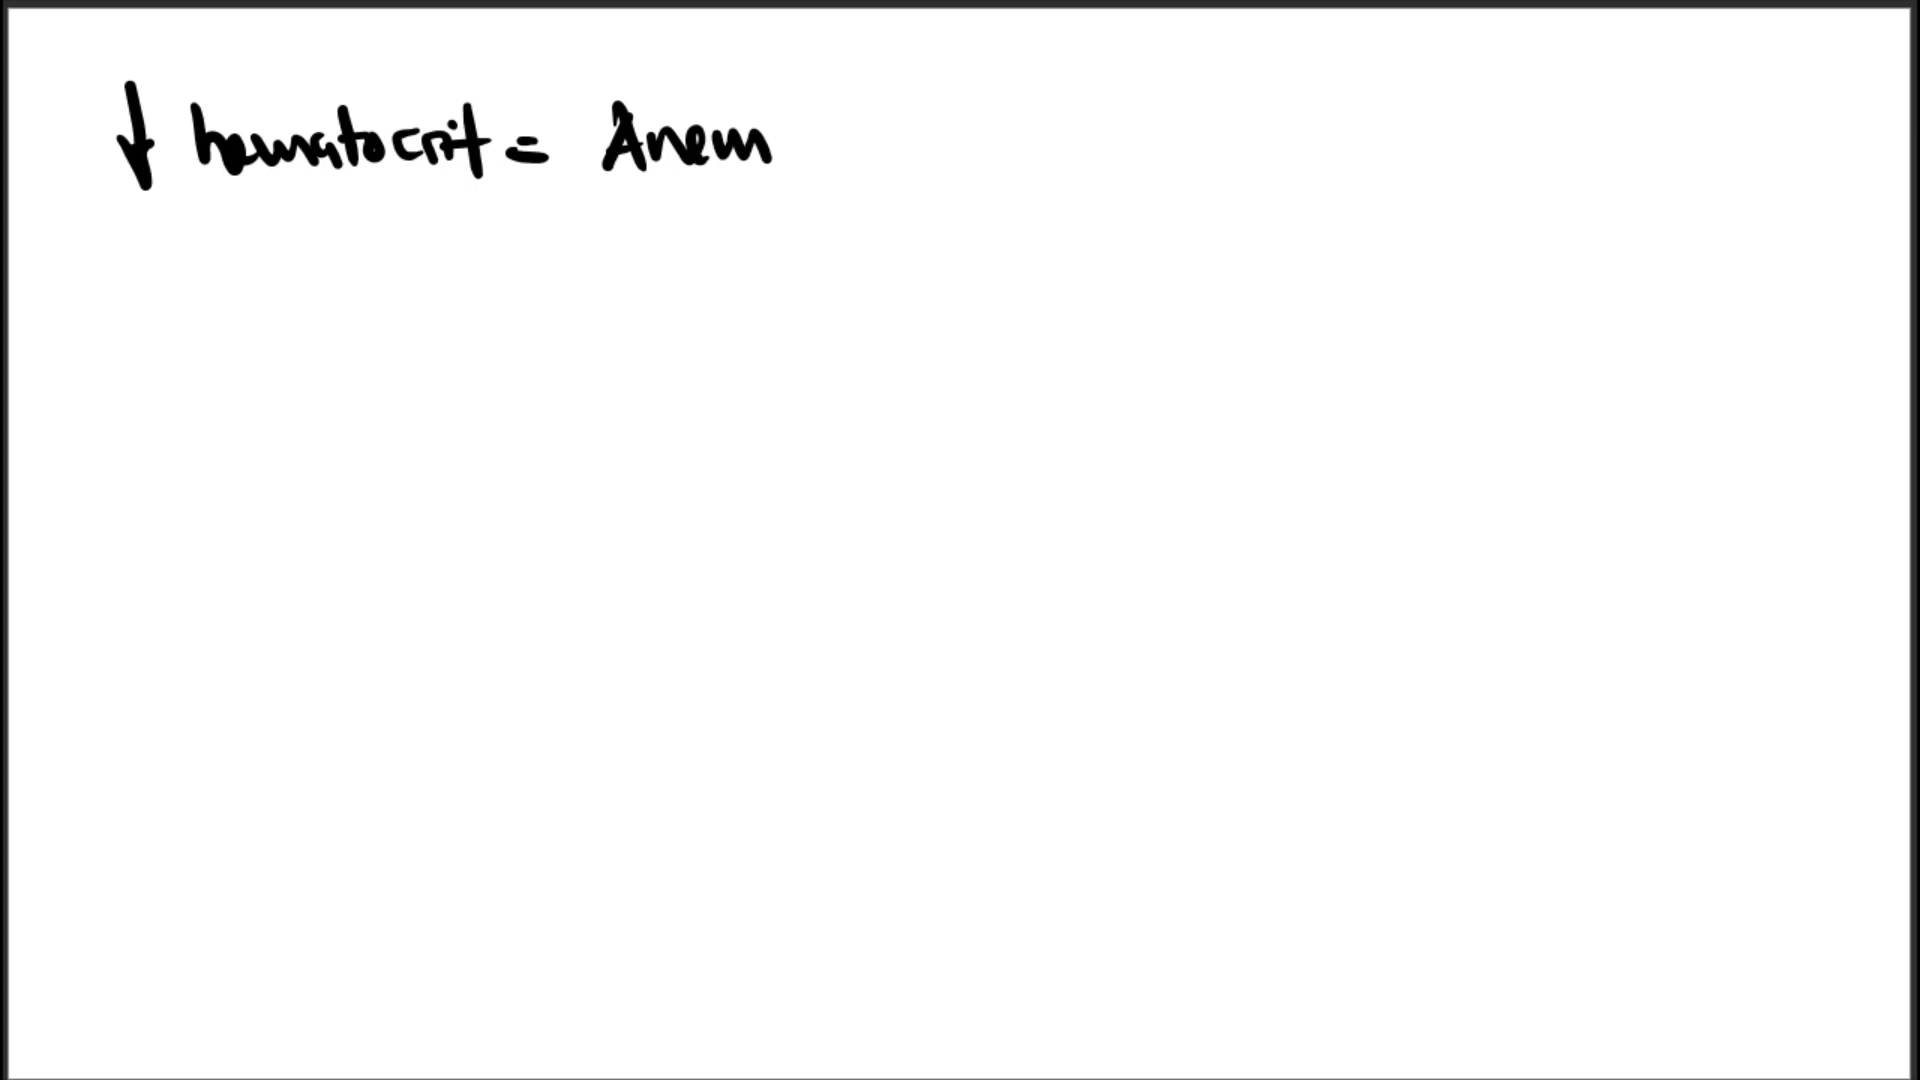 ↓ hematocrit = Anem